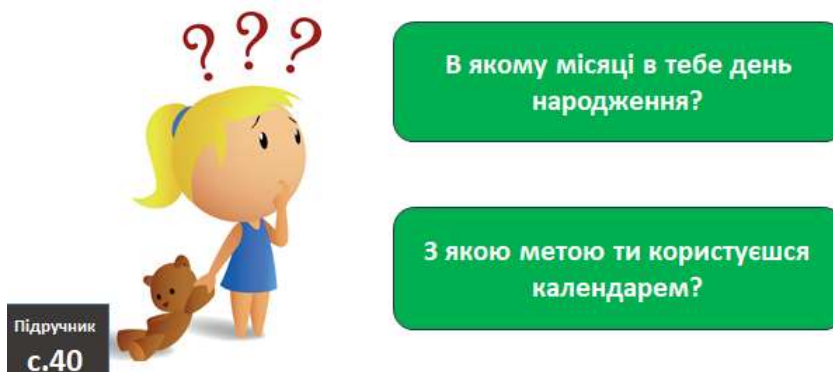 ? ? ?
В якому місяці в тебе день
народження?
З якою метою ти користуєшся
календарем?
Підручник
с.40